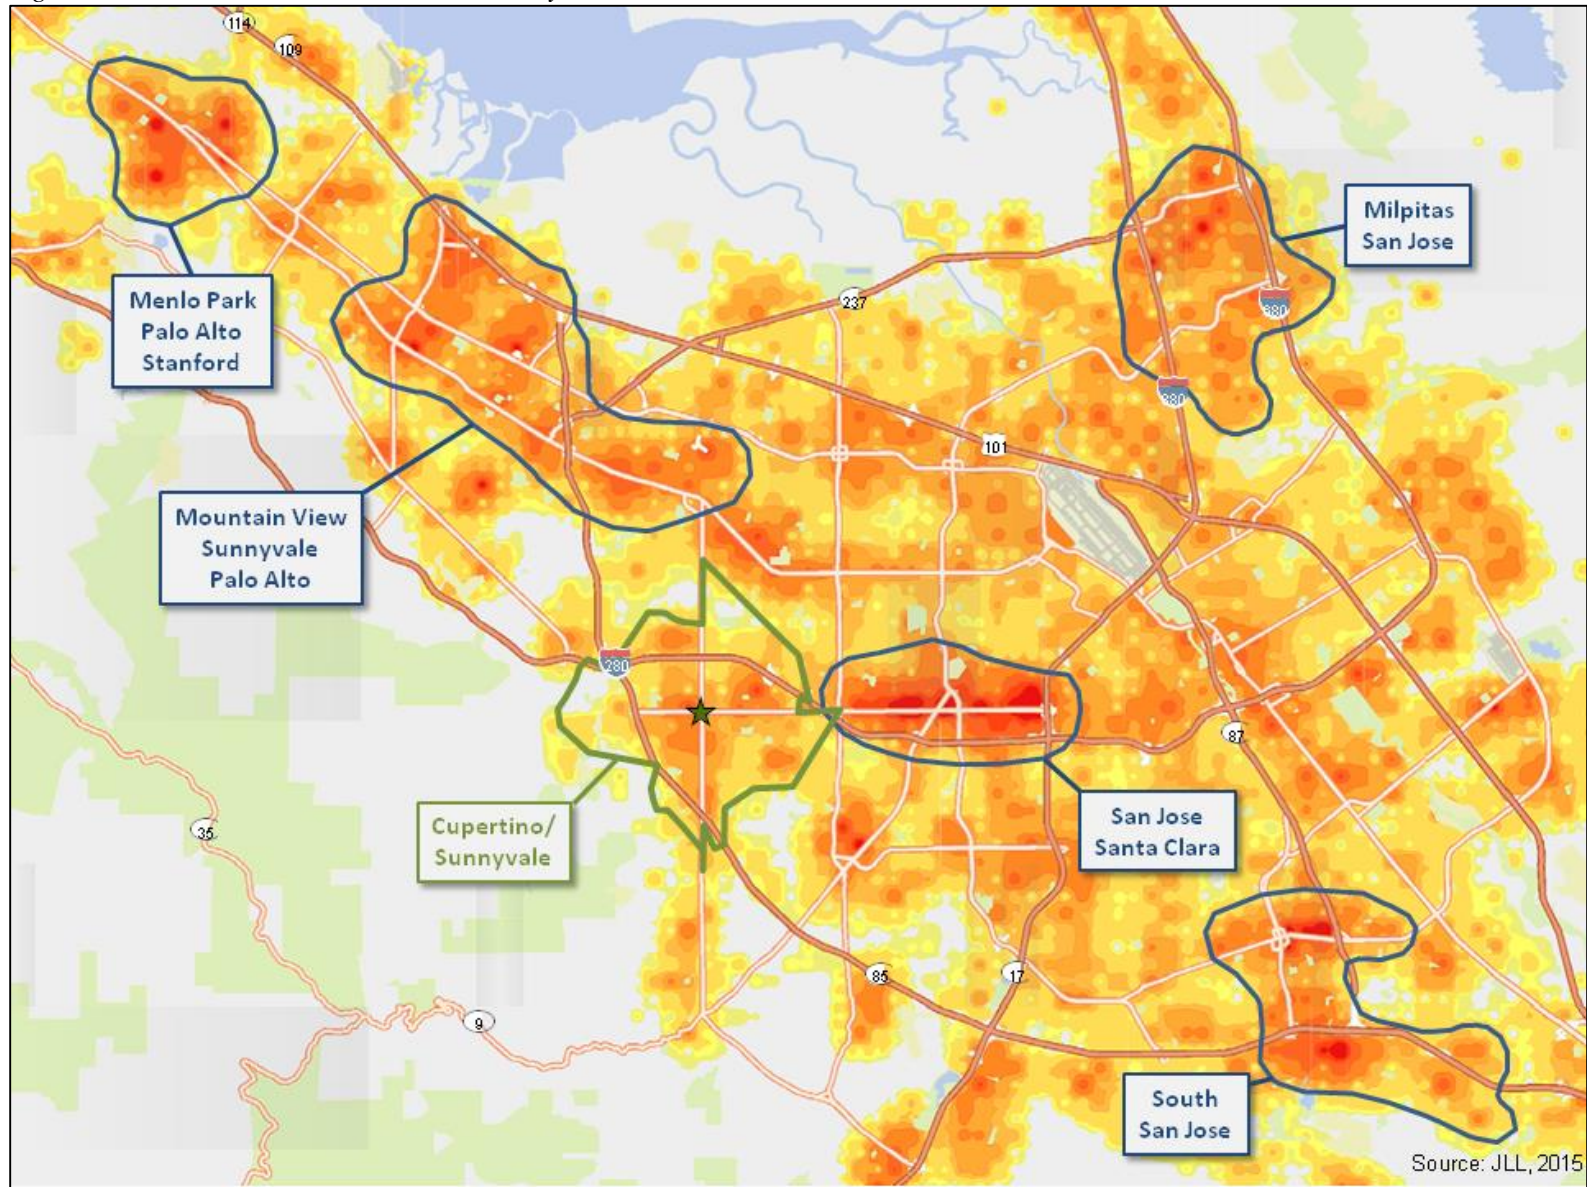 114
109
Milpitas
San Jose
Menlo Park
Palo Alto
Stanford
237
880
680
101
Mountain View
Sunnyvale
Palo Alto
280
87
Cupertino/
Sunnyvale
San Jose
Santa Clara
35
85
17
9
South
San Jose
Source: JLL, 2015